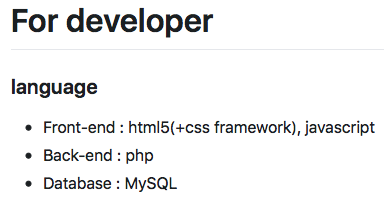 For developer
language
• Front-end : html5(+css framework), javascript
• Back-end : php
• Database : MySQL